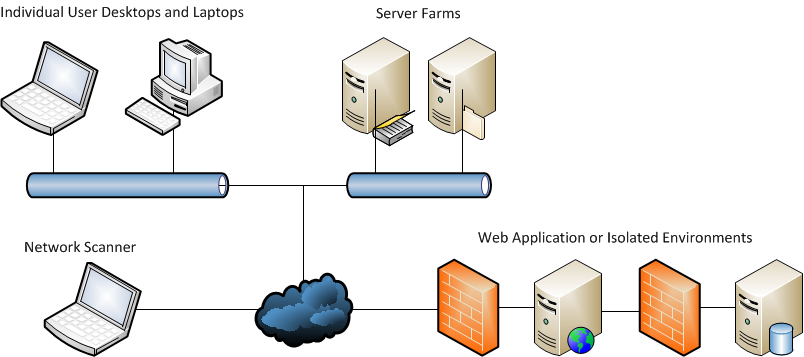 Individual User Desktops and Laptops
Server Farms
Network Scanner
Web Application or Isolated Environments